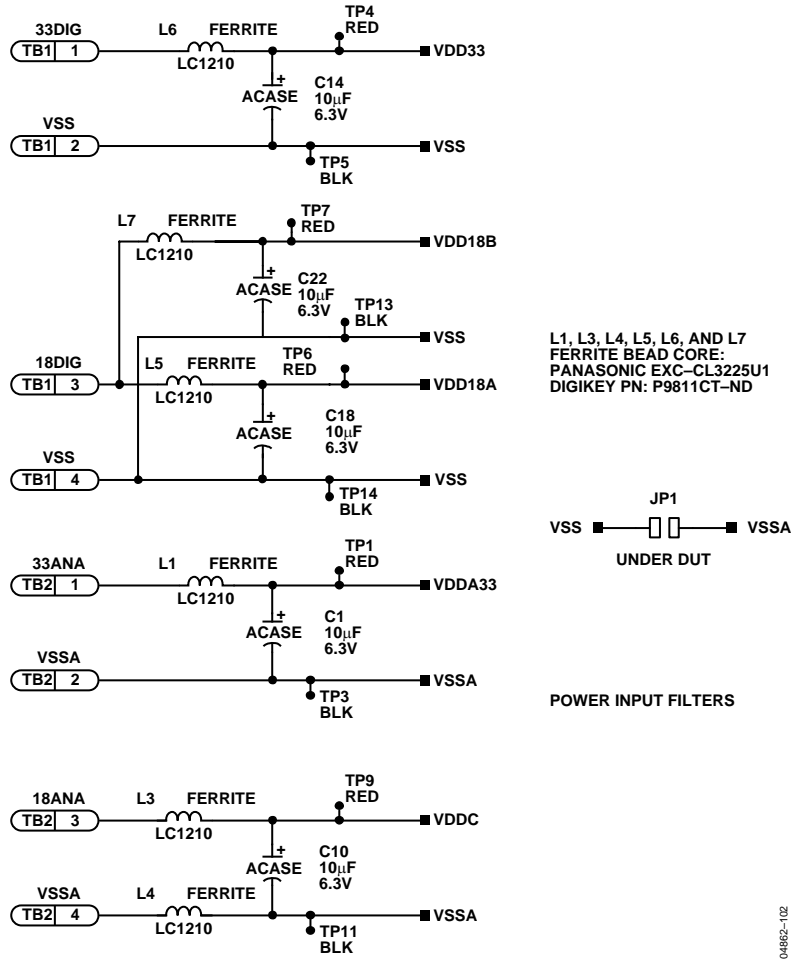 33DIG
TB1 1
L6 FERRITE
LC1210
TP4
RED
VDD33
+
ACASE
C14
10μF
6.3V
VSS
TB1 2
TP5
BLK
VSS
L7 FERRITE
LC1210
TP7
RED
VDD18B
+
ACASE
C22
10μF
6.3V
TP13
BLK
VSS
18DIG
TB1 3
L5 FERRITE
LC1210
TP6
RED
VDD18A
+
ACASE
C18
10μF
6.3V
VSS
TB1 4
TP14
BLK
VSS
33ANA
TB2 1
L1 FERRITE
LC1210
TP1
RED
VDDA33
+
ACASE
C1
10μF
6.3V
VSSA
TB2 2
TP3
BLK
VSSA
18ANA
TB2 3
L3 FERRITE
LC1210
TP9
RED
VDDC
+
ACASE
C10
10μF
6.3V
VSSA
TB2 4
L4 FERRITE
LC1210
TP11
BLK
VSSA
L1, L3, L4, L5, L6, AND L7
FERRITE BEAD CORE:
PANASONIC EXC–CL3225U1
DIGIKEY PN: P9811CT–ND
JP1
VSS VSSA
UNDER DUT
POWER INPUT FILTERS
04862-102